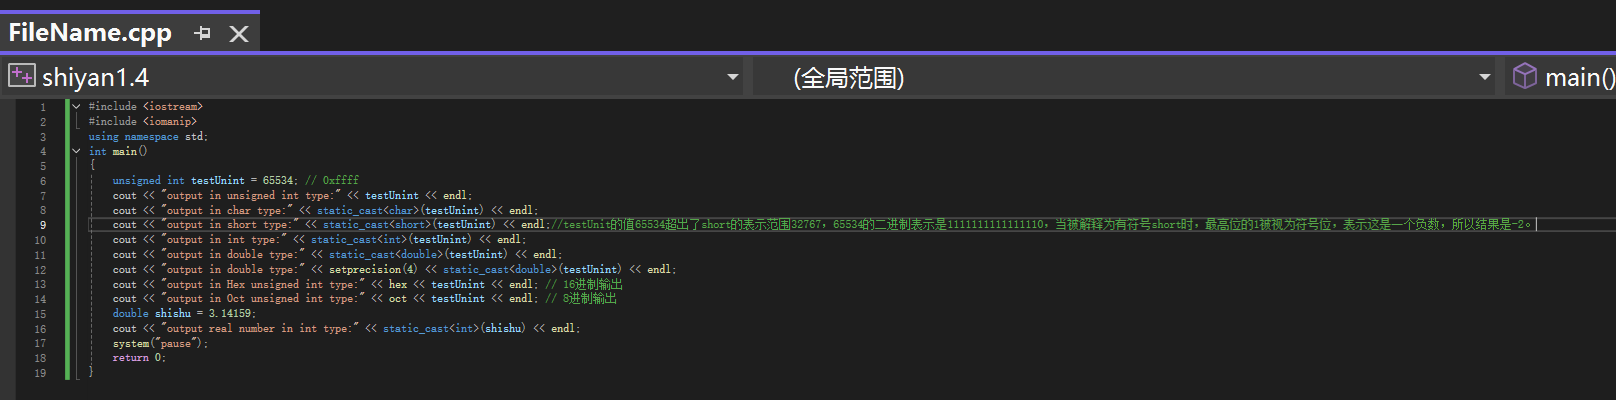 FileName.cpp
shiyan1.4
(全局范围)
main()
1 #include <iostream>
2 #include <iomanip>
3 using namespace std;
4 int main()
5 {
6 unsigned int testUnint = 65534; // 0xffff
7 cout << "output in unsigned int type:" << testUnint << endl;
8 cout << "output in char type:" << static_cast<char>(testUnint) << endl;
9 cout << "output in short type:" << static_cast<short>(testUnint) << endl;//testUnit的值65534超出了short的表示范围32767，65534的二进制表示是1111111111111110，当被解释为有符号short时，最高位的1被视为符号位，表示这是一个负数，所以结果是-2。
10 cout << "output in int type:" << static_cast<int>(testUnint) << endl;
11 cout << "output in double type:" << static_cast<double>(testUnint) << endl;
12 cout << "output in double type:" << setprecision(4) << static_cast<double>(testUnint) << endl;
13 cout << "output in Hex unsigned int type:" << hex << testUnint << endl; // 16进制输出
14 cout << "output in Oct unsigned int type:" << oct << testUnint << endl; // 8进制输出
15 double shishu = 3.14159;
16 cout << "output real number in int type:" << static_cast<int>(shishu) << endl;
17 system("pause");
18 return 0;
19 }